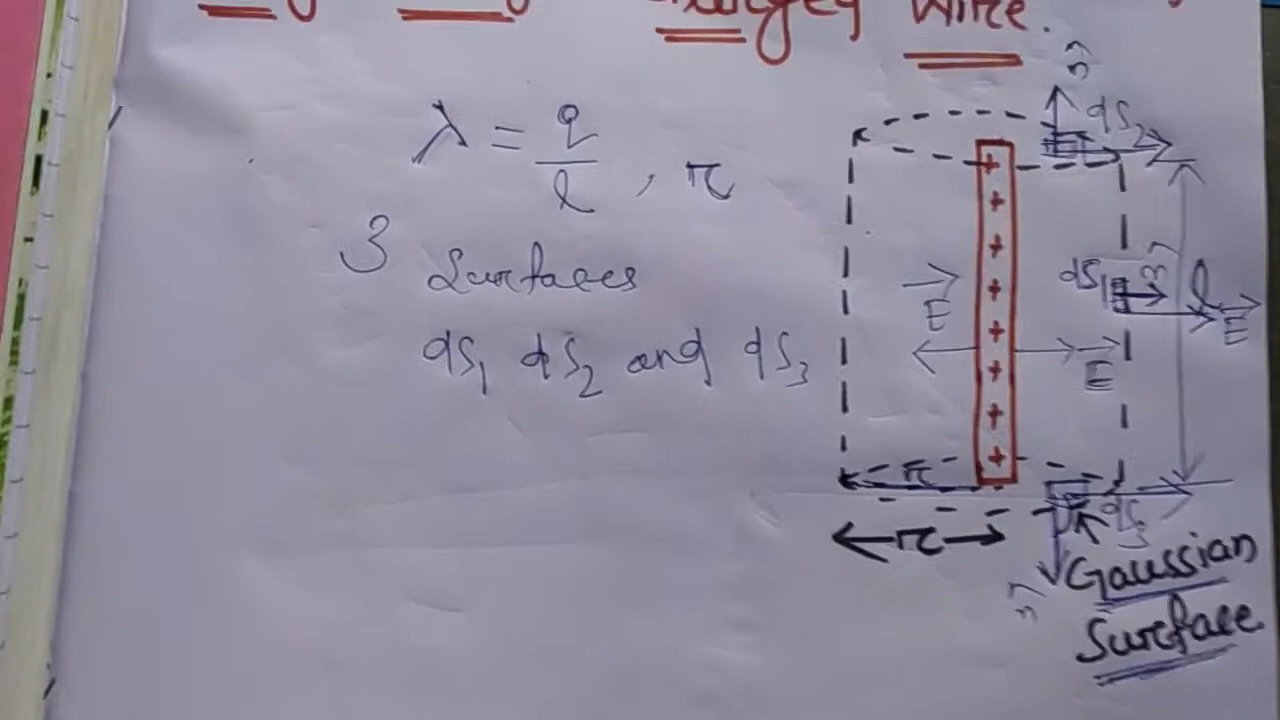 wire.
λ = q/l , r
3 Surfaces
dS1 dS2 and dS3
n
dS2
dS1 n
l
E
E
E
r
r
dS3
n
Gaussian
Surface